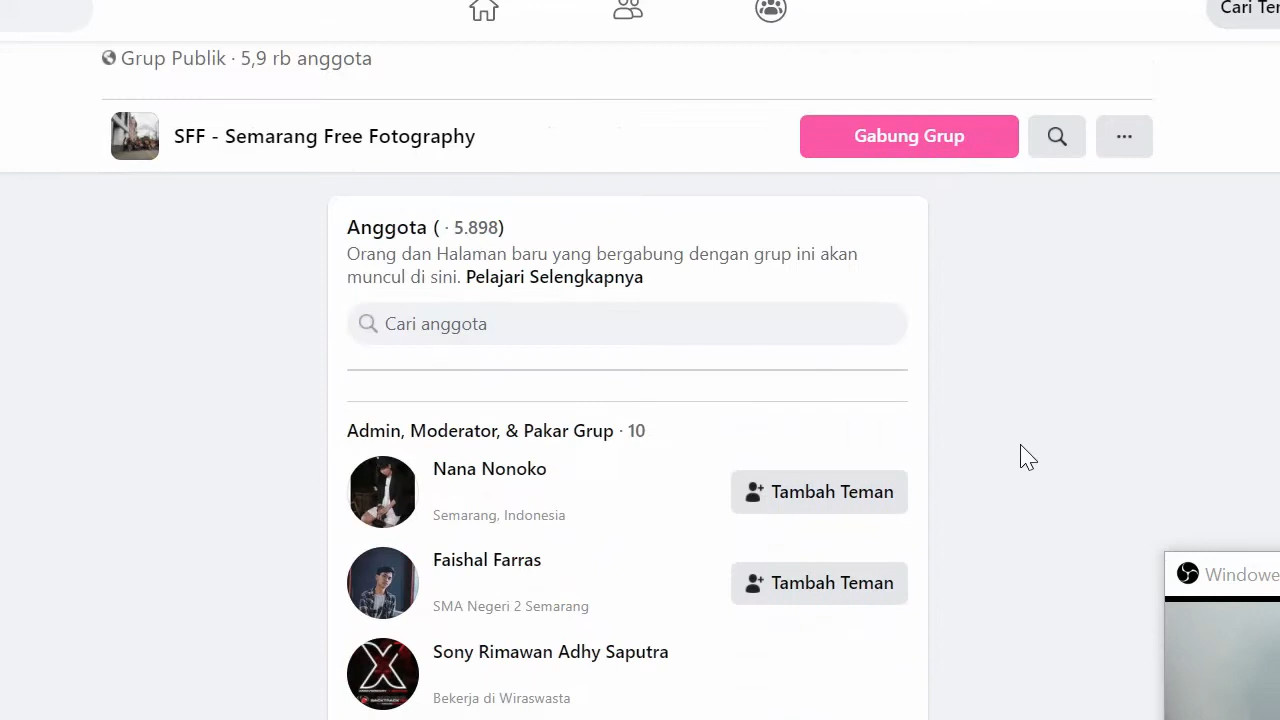 Cari
Grup Publik · 5,9 rb anggota
SFF - Semarang Free Fotography
Gabung Grup
Anggota ( · 5.898)
Orang dan Halaman baru yang bergabung dengan grup ini akan
muncul di sini. Pelajari Selengkapnya
Cari anggota
Admin, Moderator, & Pakar Grup · 10
Nana Nonoko
Tambah Teman
Semarang, Indonesia
Faishal Farras
Tambah Teman
SMA Negeri 2 Semarang
Windowe
Sony Rimawan Adhy Saputra
Bekerja di Wiraswasta